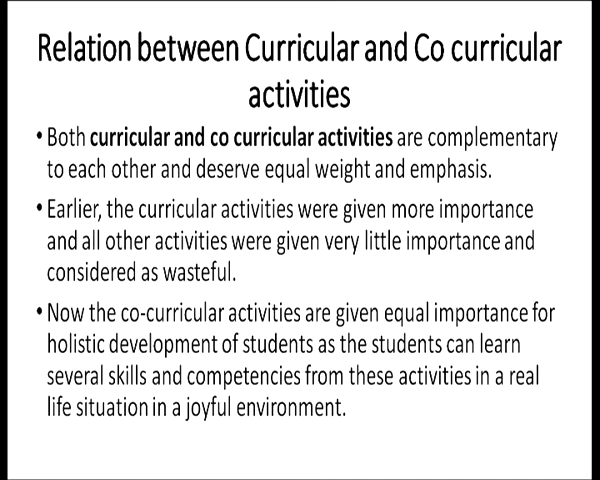 Relation between Curricular and Co curricular
activities
• Both curricular and co curricular activities are complementary
to each other and deserve equal weight and emphasis.
• Earlier, the curricular activities were given more importance
and all other activities were given very little importance and
considered as wasteful.
• Now the co-curricular activities are given equal importance for
holistic development of students as the students can learn
several skills and competencies from these activities in a real
life situation in a joyful environment.